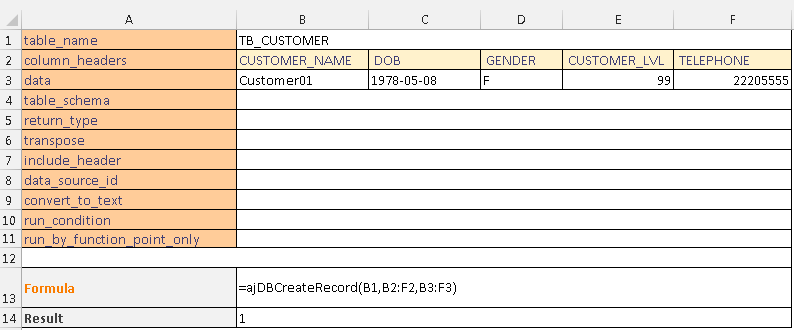 A B C D E F
1 table_name TB_CUSTOMER
2 column_headers CUSTOMER_NAME DOB GENDER CUSTOMER_LVL TELEPHONE
3 data Customer01 1978-05-08 F 99 22205555
4 table_schema
5 return_type
6 transpose
7 include_header
8 data_source_id
9 convert_to_text
10 run_condition
11 run_by_function_point_only
12
13 Formula =ajDBCreateRecord(B1,B2:F2,B3:F3)
14 Result 1